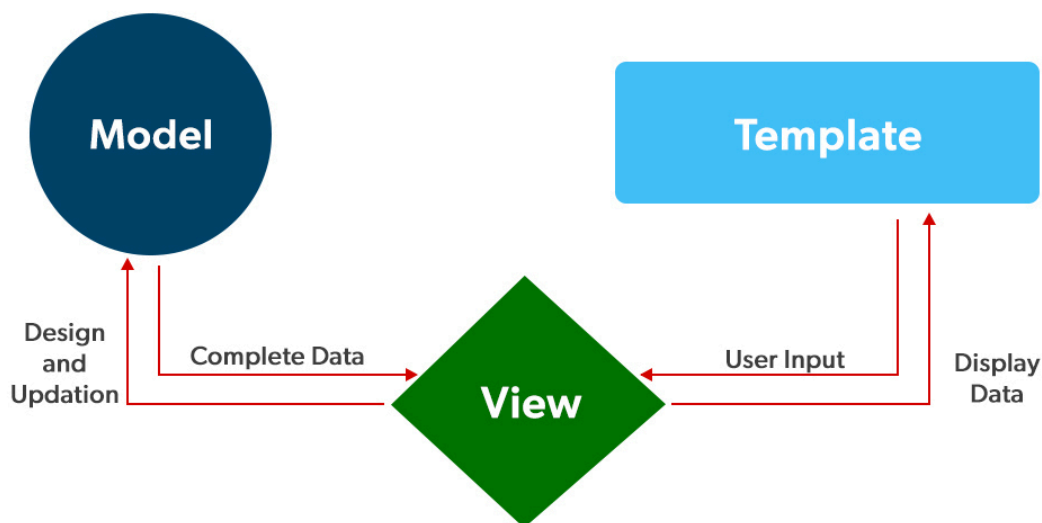 Model
Template
Design
and
Updation
Complete Data
User Input
Display
Data
View